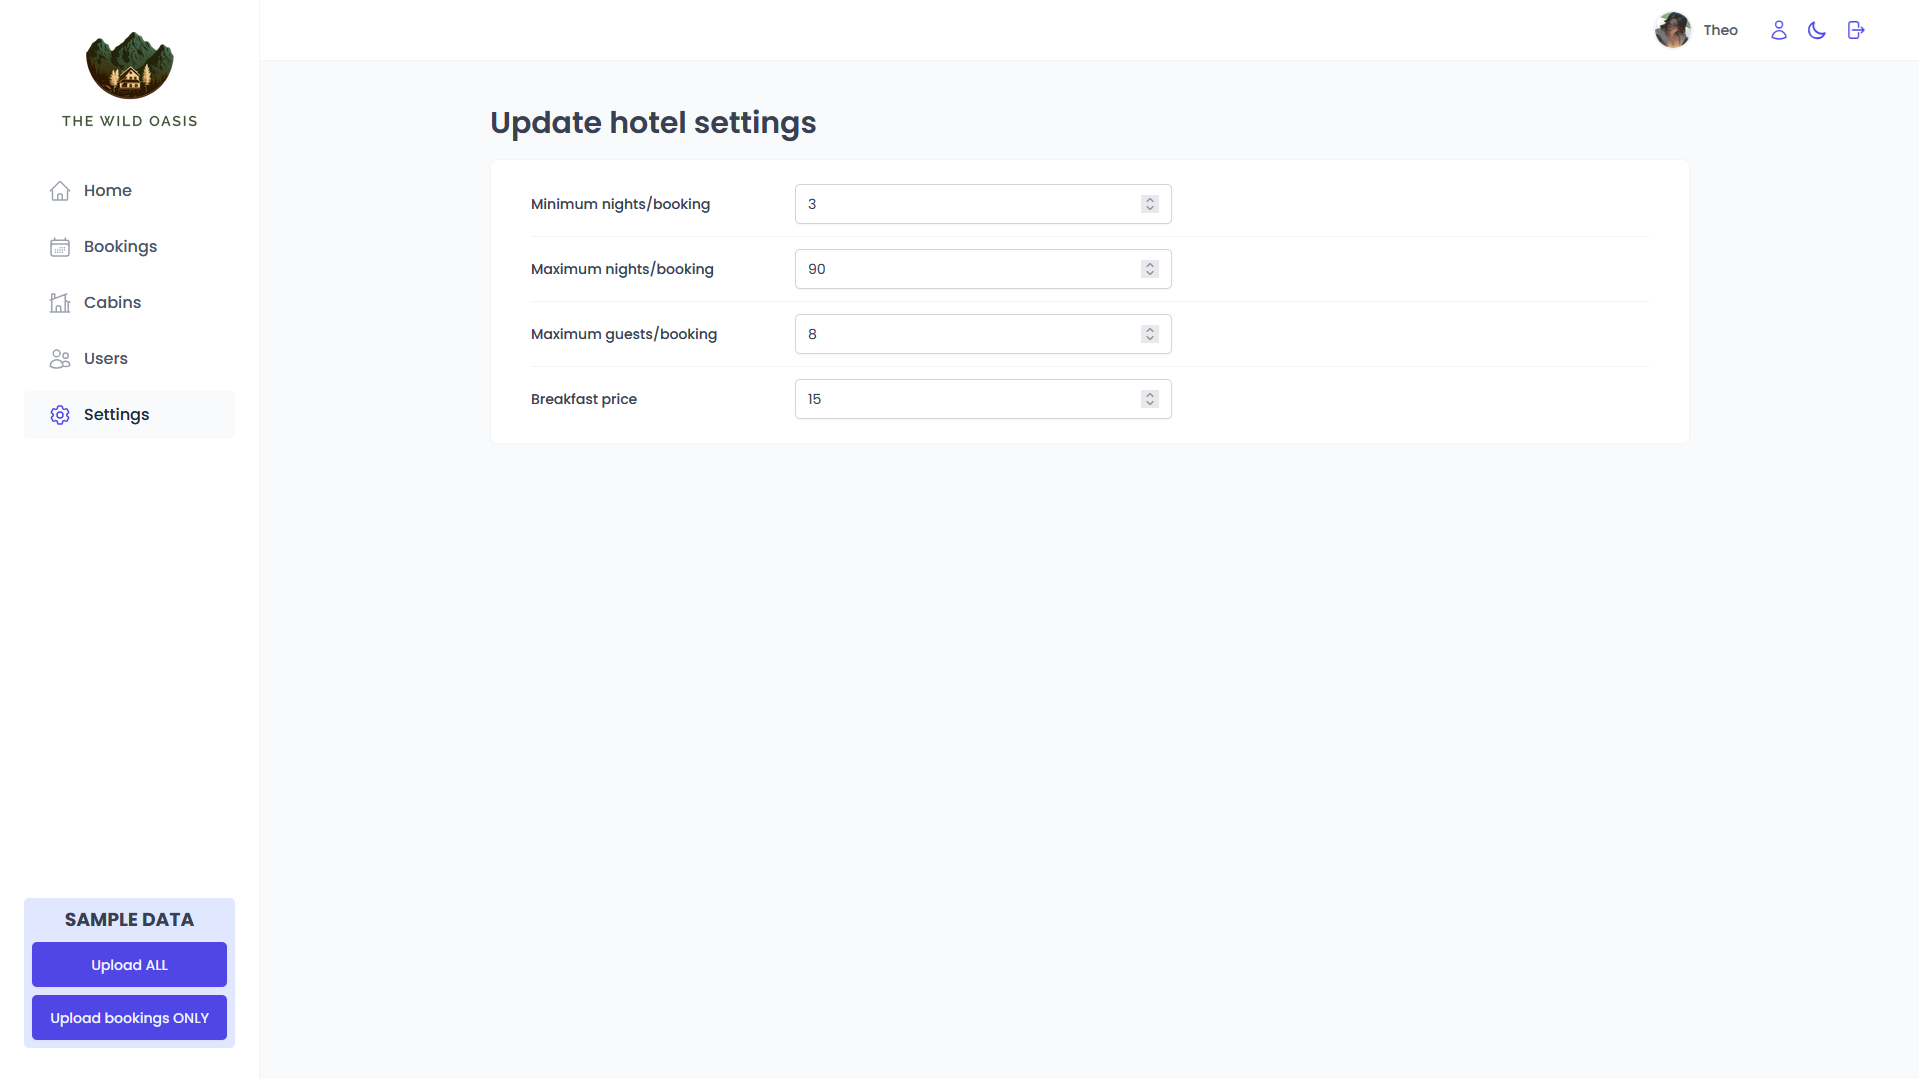 THE WILD OASIS
Home
Bookings
Cabins
Users
Settings
SAMPLE DATA
Upload ALL
Upload bookings ONLY
Theo
Update hotel settings
Minimum nights/booking
3
Maximum nights/booking
90
Maximum guests/booking
8
Breakfast price
15